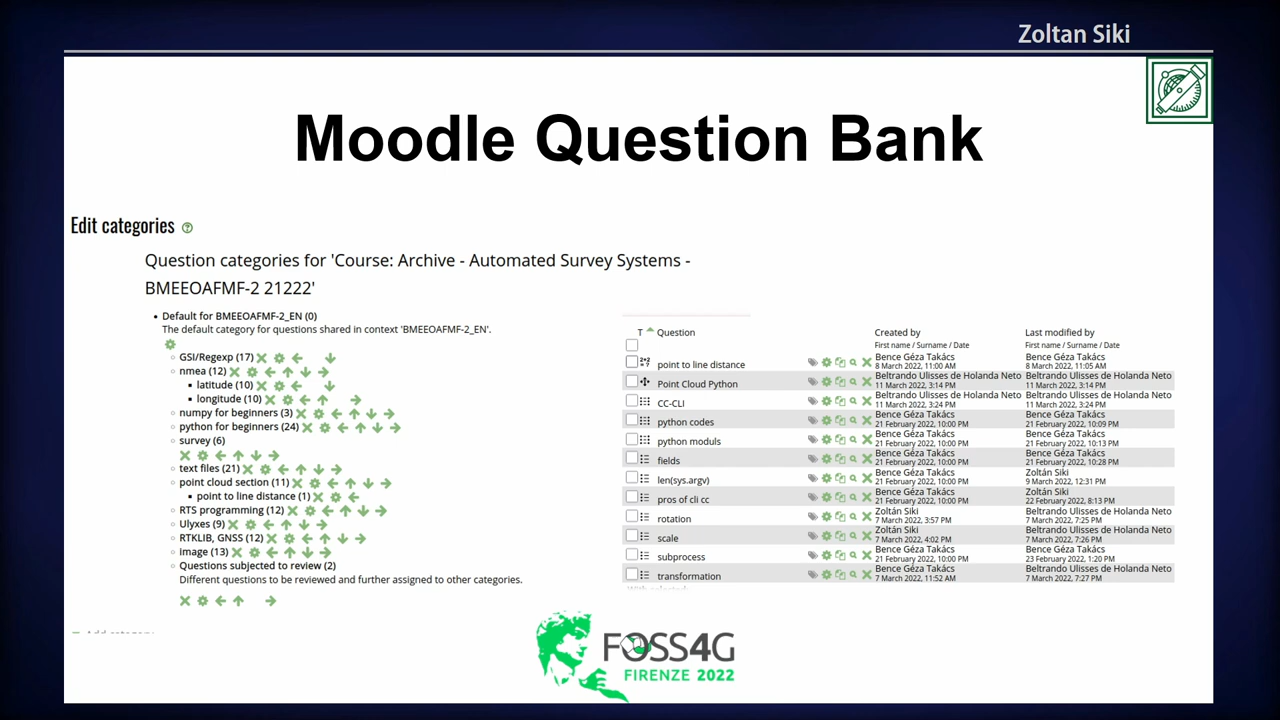 Zoltan Siki
Moodle Question Bank
Edit categories
Question categories for 'Course: Archive - Automated Survey Systems -
BMEEOAFMF-2 21222'
Default for BMEEOAFMF-2_EN (0)
The default category for questions shared in context 'BMEEOAFMF-2_EN'.
GSI/Regexp (17)
nmea (12)
latitude (10)
longitude (10)
numpy for beginners (3)
python for beginners (24)
survey (6)
text files (21)
point cloud section (11)
point to line distance (1)
RTS programming (12)
Ulyxes (9)
RTKLIB, GNSS (12)
image (13)
Questions subjected to review (2)
Different questions to be reviewed and further assigned to other categories.
Add category
T Question Created by Last modified by
First name / Surname / Date First name / Surname / Date
point to line distance Bence Géza Takács Bence Géza Takács
8 March 2022, 11:00 AM 8 March 2022, 11:05 AM
Point Cloud Python Beltrando Ulisses de Holanda Neto Beltrando Ulisses de Holanda Neto
11 March 2022, 3:14 PM 11 March 2022, 3:14 PM
CC-CLI Beltrando Ulisses de Holanda Neto Beltrando Ulisses de Holanda Neto
11 March 2022, 3:24 PM 11 March 2022, 3:24 PM
python codes Bence Géza Takács Bence Géza Takács
21 February 2022, 10:00 PM 21 February 2022, 10:09 PM
python moduls Bence Géza Takács Bence Géza Takács
21 February 2022, 10:00 PM 21 February 2022, 10:13 PM
fields Bence Géza Takács Bence Géza Takács
21 February 2022, 10:00 PM 21 February 2022, 10:28 PM
len(sys.argv) Bence Géza Takács Zoltán Siki
21 February 2022, 10:00 PM 9 March 2022, 12:31 PM
pros of cli cc Bence Géza Takács Zoltán Siki
21 February 2022, 10:00 PM 22 February 2022, 8:13 PM
rotation Zoltán Siki Beltrando Ulisses de Holanda Neto
7 March 2022, 3:57 PM 7 March 2022, 7:25 PM
scale Zoltán Siki Beltrando Ulisses de Holanda Neto
7 March 2022, 4:02 PM 7 March 2022, 7:26 PM
subprocess Bence Géza Takács Bence Géza Takács
21 February 2022, 10:00 PM 23 February 2022, 1:20 PM
transformation Bence Géza Takács Beltrando Ulisses de Holanda Neto
7 March 2022, 11:52 AM 7 March 2022, 7:27 PM
With selected:
FOSS4G
FIRENZE 2022